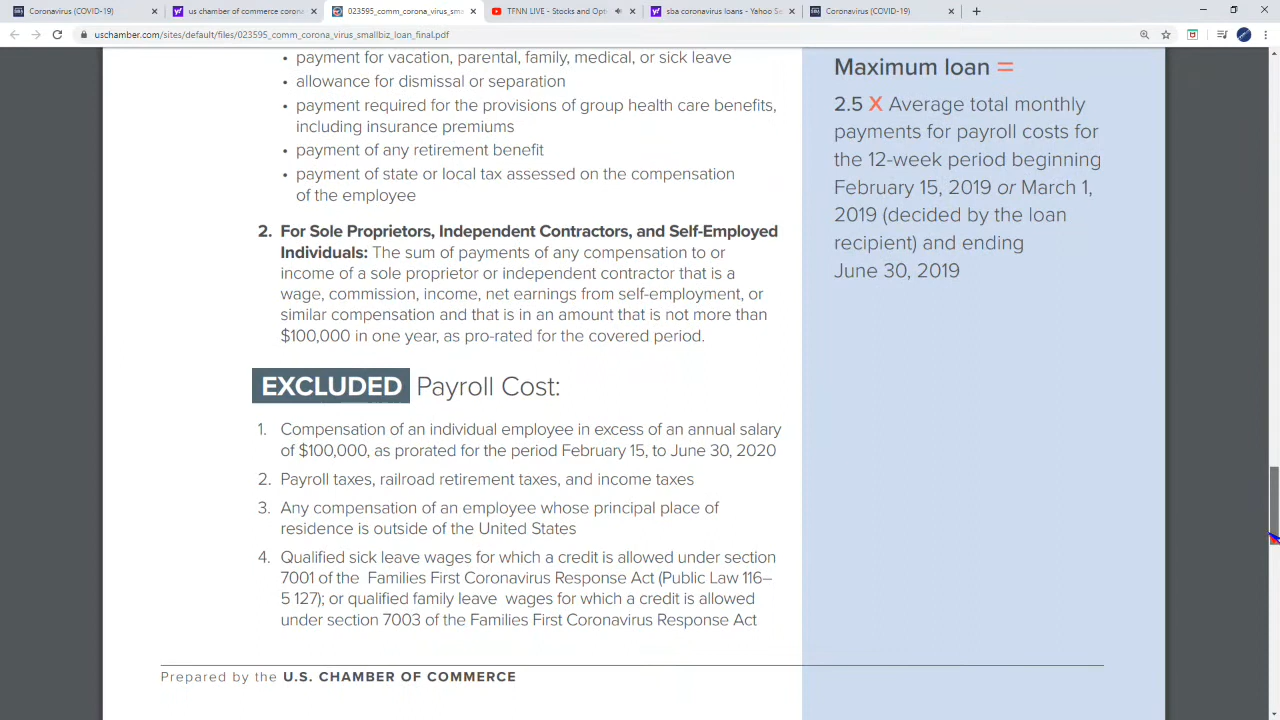 Coronavirus (COVID-19)
us chamber of commerce corona
023595_comm_corona_virus_sma
TFNN LIVE - Stocks and Opt
sba coronavirus loans - Yahoo Se
Coronavirus (COVID-19)
uschamber.com/sites/default/files/023595_comm_corona_virus_smallbiz_loan_final.pdf
• payment for vacation, parental, family, medical, or sick leave
• allowance for dismissal or separation
• payment required for the provisions of group health care benefits,
including insurance premiums
• payment of any retirement benefit
• payment of state or local tax assessed on the compensation
of the employee
2. For Sole Proprietors, Independent Contractors, and Self-Employed
Individuals: The sum of payments of any compensation to or
income of a sole proprietor or independent contractor that is a
wage, commission, income, net earnings from self-employment, or
similar compensation and that is in an amount that is not more than
$100,000 in one year, as pro-rated for the covered period.
EXCLUDED Payroll Cost:
1. Compensation of an individual employee in excess of an annual salary
of $100,000, as prorated for the period February 15, to June 30, 2020
2. Payroll taxes, railroad retirement taxes, and income taxes
3. Any compensation of an employee whose principal place of
residence is outside of the United States
4. Qualified sick leave wages for which a credit is allowed under section
7001 of the Families First Coronavirus Response Act (Public Law 116–
5 127); or qualified family leave wages for which a credit is allowed
under section 7003 of the Families First Coronavirus Response Act
Maximum loan =
2.5 X Average total monthly
payments for payroll costs for
the 12-week period beginning
February 15, 2019 or March 1,
2019 (decided by the loan
recipient) and ending
June 30, 2019
Prepared by the U.S. CHAMBER OF COMMERCE